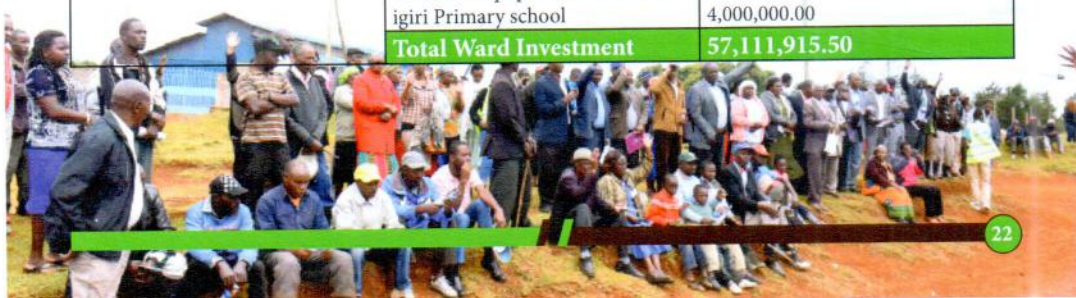 igiri Primary school 4,000,000.00
Total Ward Investment 57,111,915.50
22